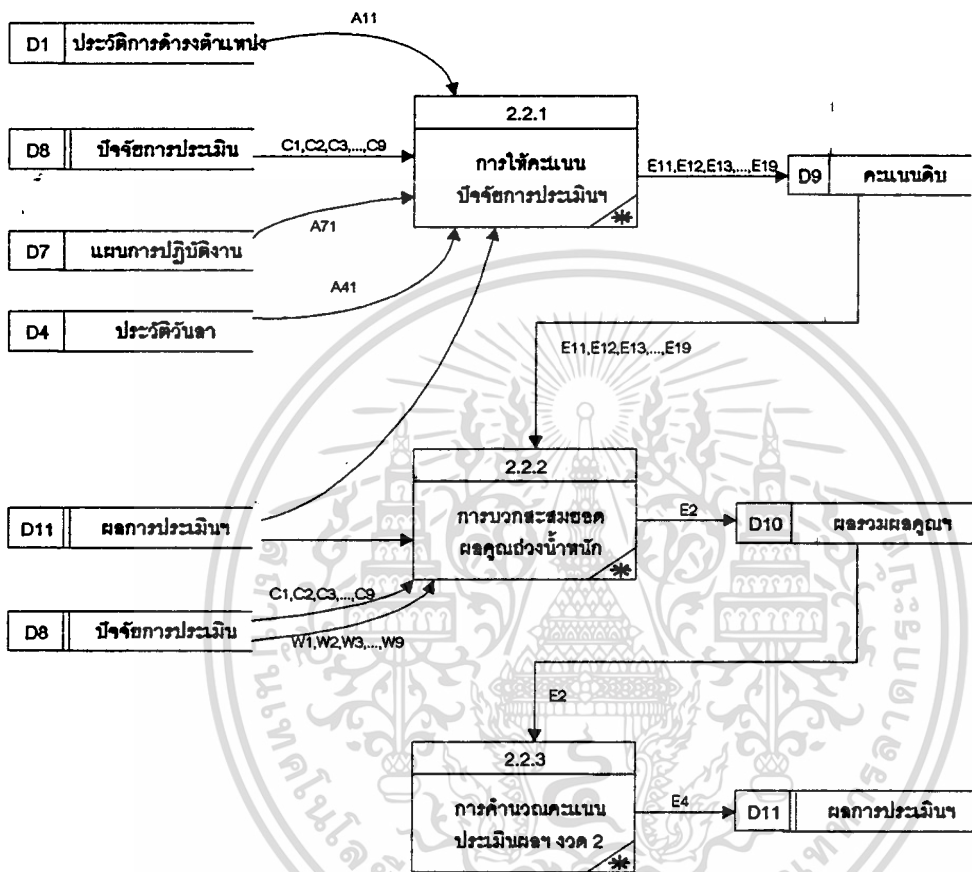 A11
D1 ประวัติการดำรงตำแหน่ง
2.2.1
D8 ปัจจัยการประเมิน
C1,C2,C3,...,C9
การให้คะแนน
ปัจจัยการประเมินฯ
E11,E12,E13,...,E19
D9 คะแนนดิบ
D7 แผนการปฏิบัติงาน
A71
A41
D4 ประวัติวันลา
E11,E12,E13,...,E19
2.2.2
D11 ผลการประเมินฯ
การบวกสะสมยอด
ผลคูณถ่วงน้ำหนัก
E2
D10 ผลรวมผลคูณฯ
C1,C2,C3,...,C9
D8 ปัจจัยการประเมิน
W1,W2,W3,...,W9
E2
2.2.3
การคำนวณคะแนน
ประเมินผลฯ งวด 2
E4
D11 ผลการประเมินฯ